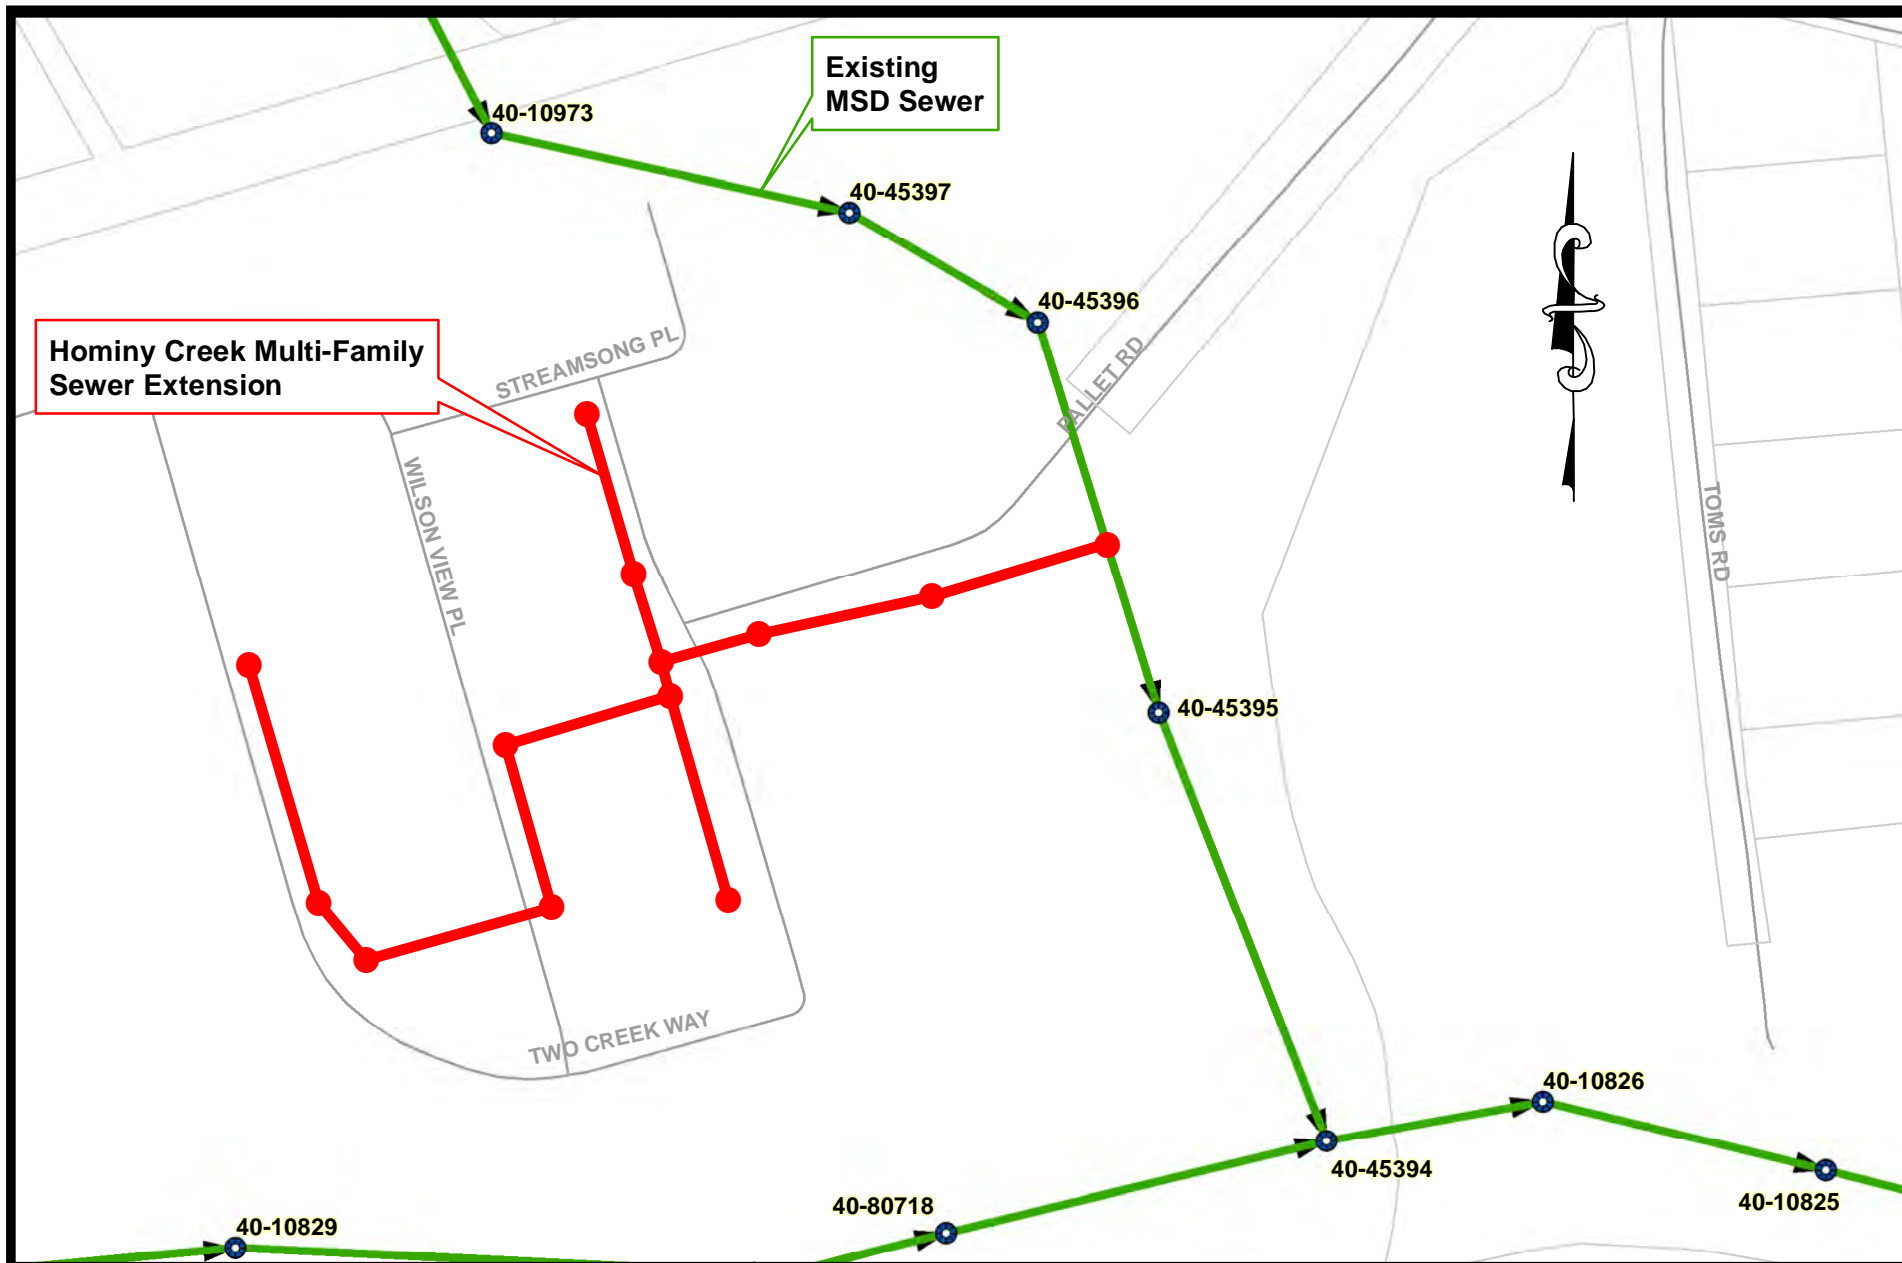 Existing
MSD Sewer
40-10973
40-45397
40-45396
Hominy Creek Multi-Family
Sewer Extension
STREAMSONG PL
PALLET RD
WILSON VIEW PL
TOMS RD
40-45395
TWO CREEK WAY
40-10826
40-45394
40-10825
40-80718
40-10829